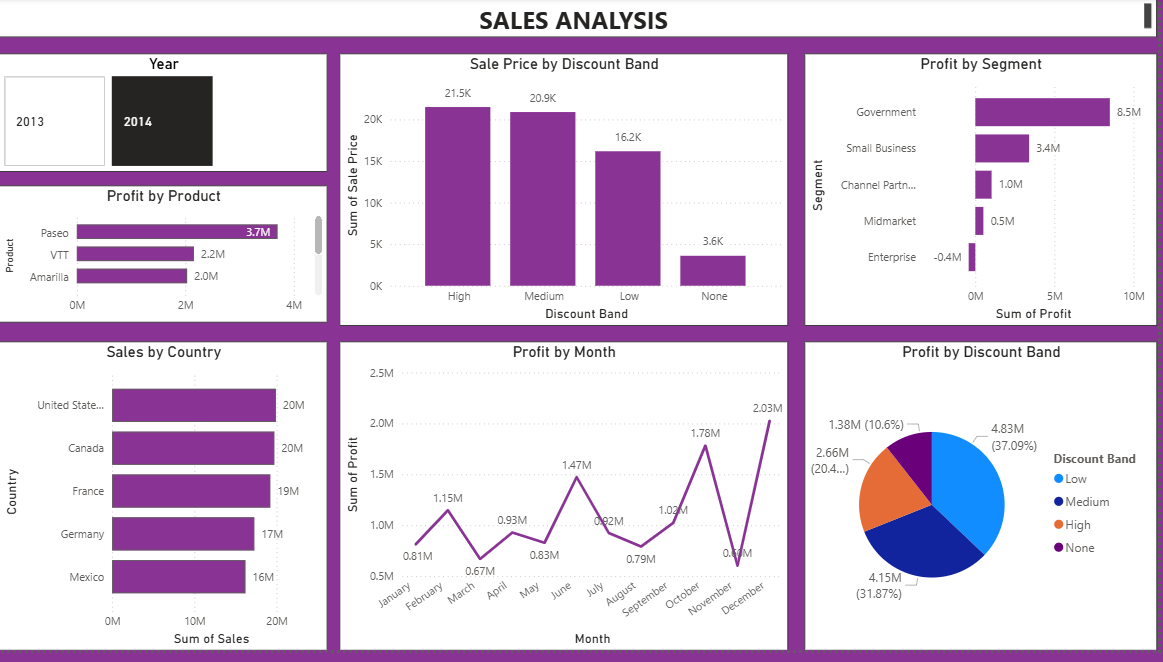 SALES ANALYSIS
Year
2013
2014
Profit by Product
Product
Paseo
3.7M
VTT
2.2M
Amarilla
2.0M
0M 2M 4M
Sale Price by Discount Band
Sum of Sale Price
20K
15K
10K
5K
0K
21.5K
20.9K
16.2K
3.6K
High Medium Low None
Discount Band
Profit by Segment
Segment
Government 8.5M
Small Business 3.4M
Channel Partn... 1.0M
Midmarket 0.5M
Enterprise -0.4M
0M 5M 10M
Sum of Profit
Sales by Country
Country
United State... 20M
Canada 20M
France 19M
Germany 17M
Mexico 16M
0M 10M 20M
Sum of Sales
Profit by Month
Sum of Profit
2.5M
2.0M
1.5M
1.0M
0.5M
0.81M
1.15M
0.67M
0.93M
0.83M
1.47M
0.92M
0.79M
1.02M
1.78M
0.60M
2.03M
January February March April May June July August September October November December
Month
Profit by Discount Band
1.38M (10.6%)
2.66M
(20.4...)
4.83M
(37.09%)
4.15M
(31.87%)
Discount Band
Low
Medium
High
None